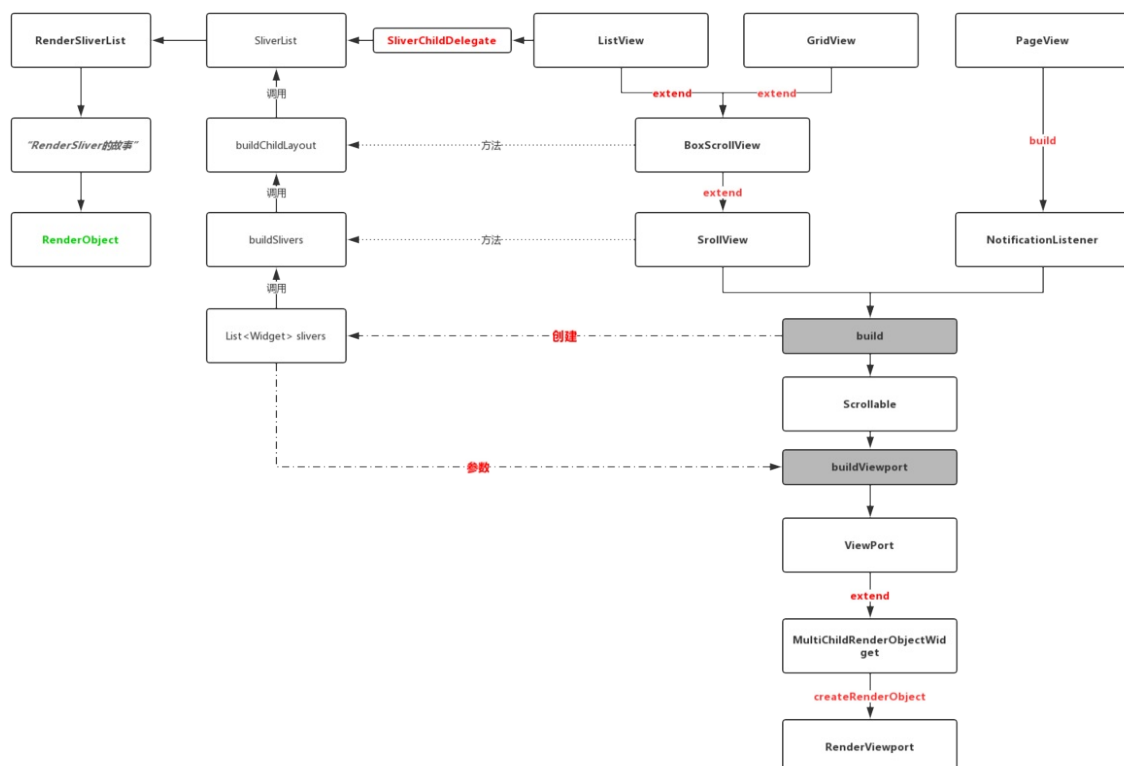 RenderSliverList
SliverList
SliverChildDelegate
ListView
GridView
PageView
调用
extend
extend
“RenderSliver的故事”
buildChildLayout
方法
BoxScrollView
build
调用
extend
RenderObject
buildSlivers
方法
SrollView
NotificationListener
调用
List<Widget> slivers
创建
build
Scrollable
参数
buildViewport
ViewPort
extend
MultiChildRenderObjectWid
get
createRenderObject
RenderViewport